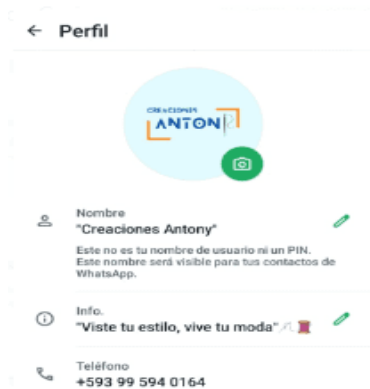 Perfil
CREACIONES
ANTON
Nombre
"Creaciones Antony"
Este no es tu nombre de usuario ni un PIN.
Este nombre será visible para tus contactos de
WhatsApp.
Info.
"Viste tu estilo, vive tu moda"🪡🧵
Teléfono
+593 99 594 0164